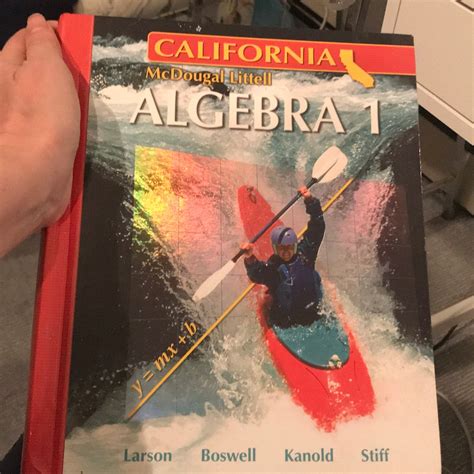 CALIFORNIA
McDougal Littell
ALGEBRA 1
y = mx + b
Larson Boswell Kanold Stiff